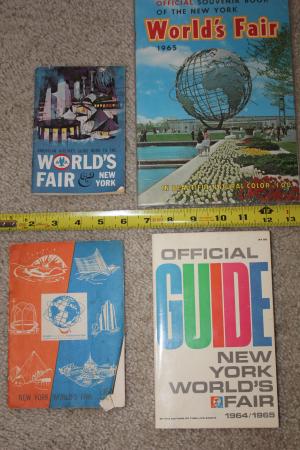 OFFICIAL SOUVENIR BOOK
OF THE NEW YORK
World's Fair
1965
IN BEAUTIFUL NATURAL COLOR
AMERICAN AIRLINES GUIDE BOOK TO THE
WORLD'S
FAIR & NEW
YORK
2 3 4 5 6 7 8 9 10 11 12 13
OFFICIAL
GUIDE
NEW
YORK
WORLD'S
FAIR
1964/1965
NEW YORK WORLD'S FAIR